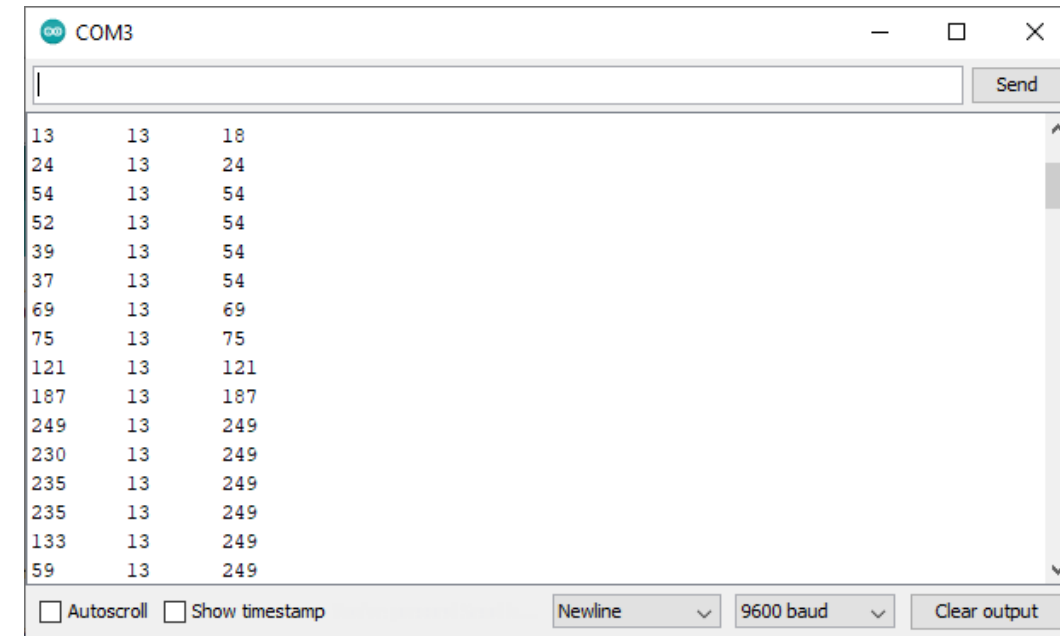 COM3
Send
13 13 18
24 13 24
54 13 54
52 13 54
39 13 54
37 13 54
69 13 69
75 13 75
121 13 121
187 13 187
249 13 249
230 13 249
235 13 249
235 13 249
133 13 249
59 13 249
Autoscroll Show timestamp Newline 9600 baud Clear output